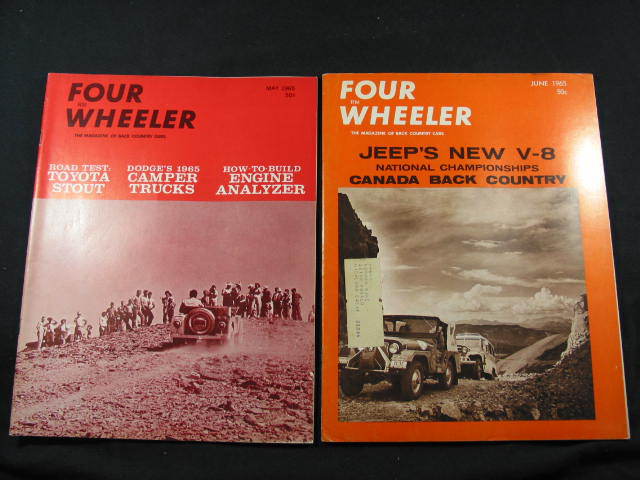 FOUR
WHEELER
MAY 1965
50¢
THE MAGAZINE OF BACK COUNTRY CARS
ROAD TEST:
TOYOTA
STOUT
DODGE'S 1965
CAMPER
TRUCKS
HOW-TO-BUILD
ENGINE
ANALYZER
FOUR
WHEELER
JUNE 1965
50c
THE MAGAZINE OF BACK COUNTRY CARS
JEEP'S NEW V-8
NATIONAL CHAMPIONSHIPS
CANADA BACK COUNTRY